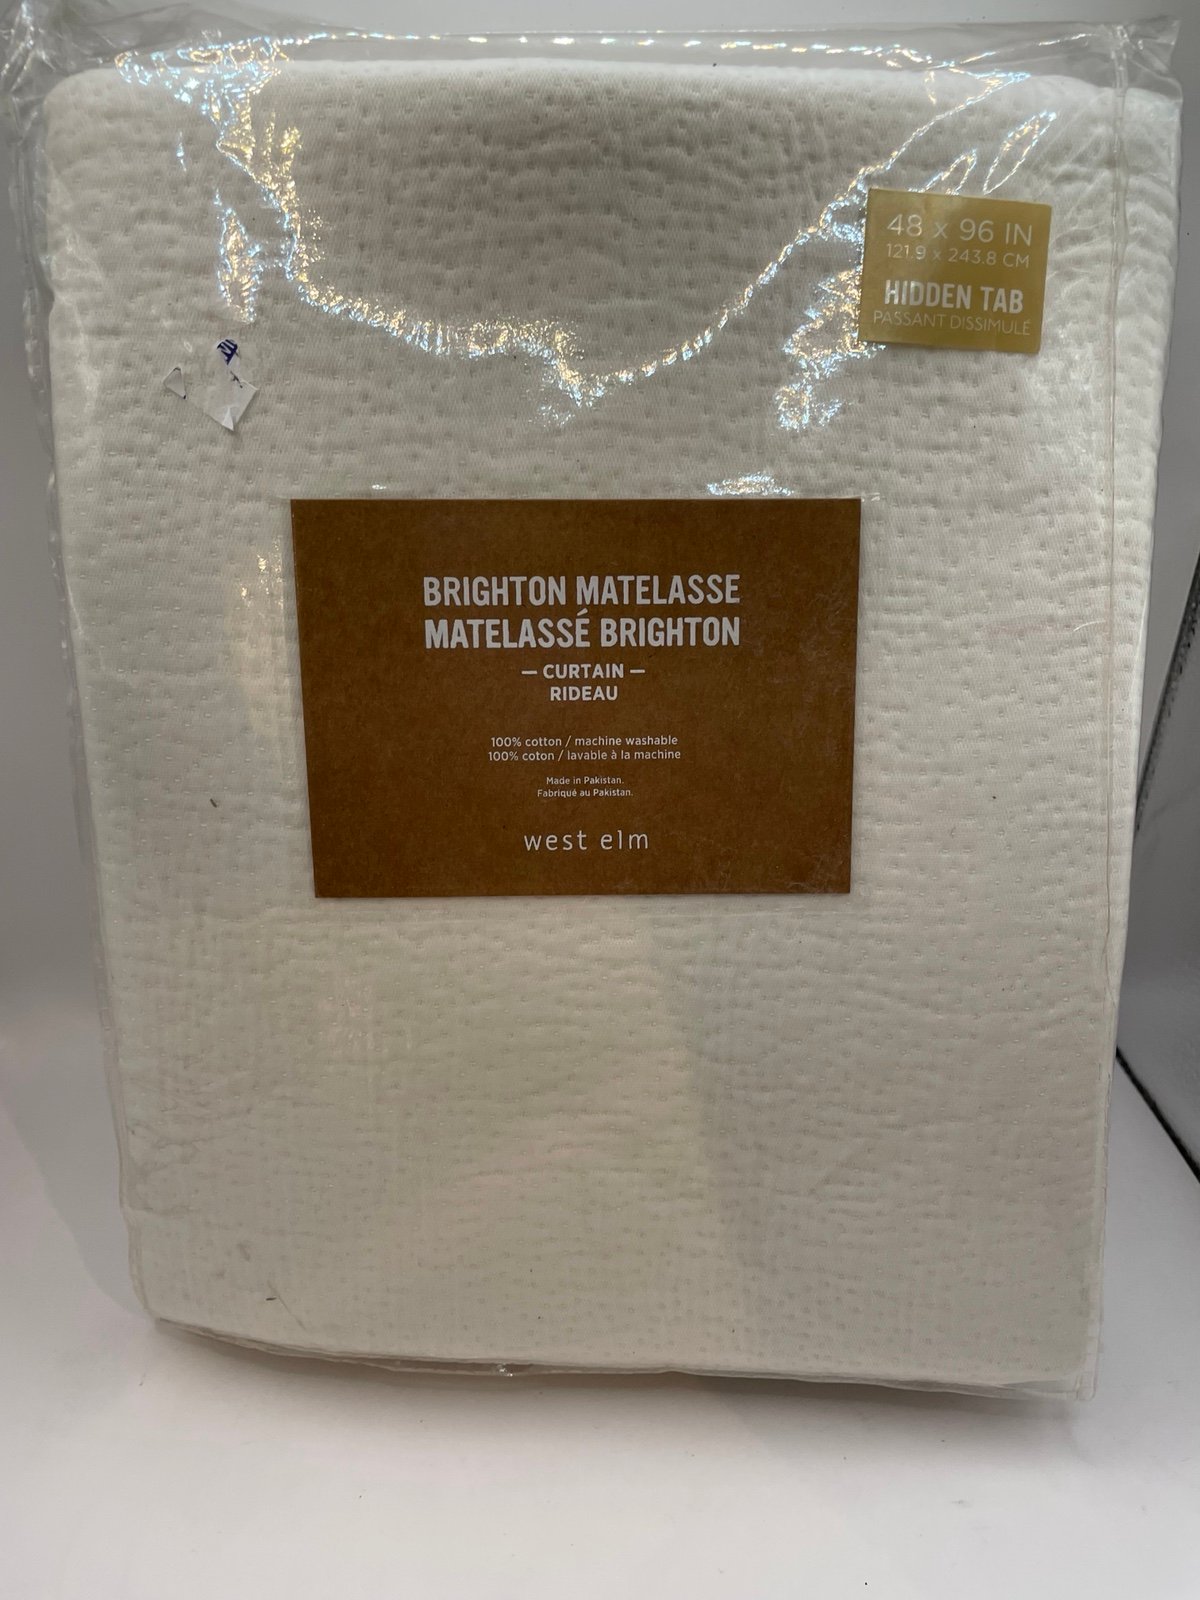 48 x 96 IN
121.9 x 243.8 CM
HIDDEN TAB
PASSANT DISSIMULÉ
BRIGHTON MATELASSE
MATELASSÉ BRIGHTON
— CURTAIN —
RIDEAU
100% cotton / machine washable
100% coton / lavable à la machine
Made in Pakistan.
Fabriqué au Pakistan.
west elm